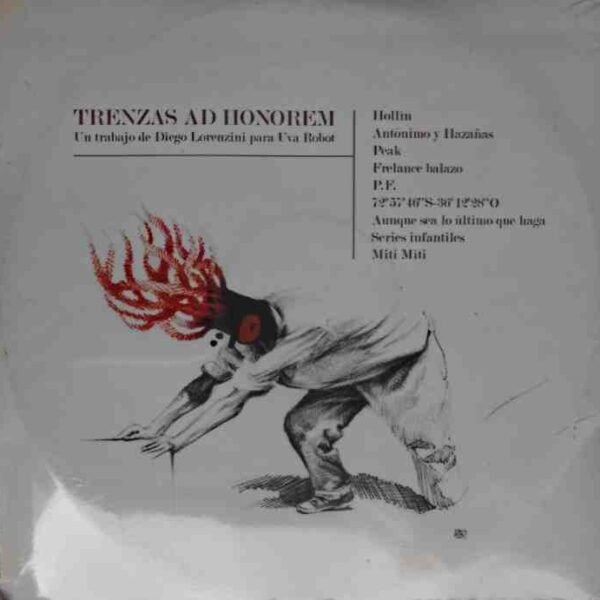 TRENZAS AD HONOREM
Un trabajo de Diego Lorenzini para Uva Robot
Hollín
Antónimo y Hazañas
Peak
Frelance balazo
P.F.
72°57'46"S-36°12'28"O
Aunque sea lo último que haga
Series infantiles
Miti Miti